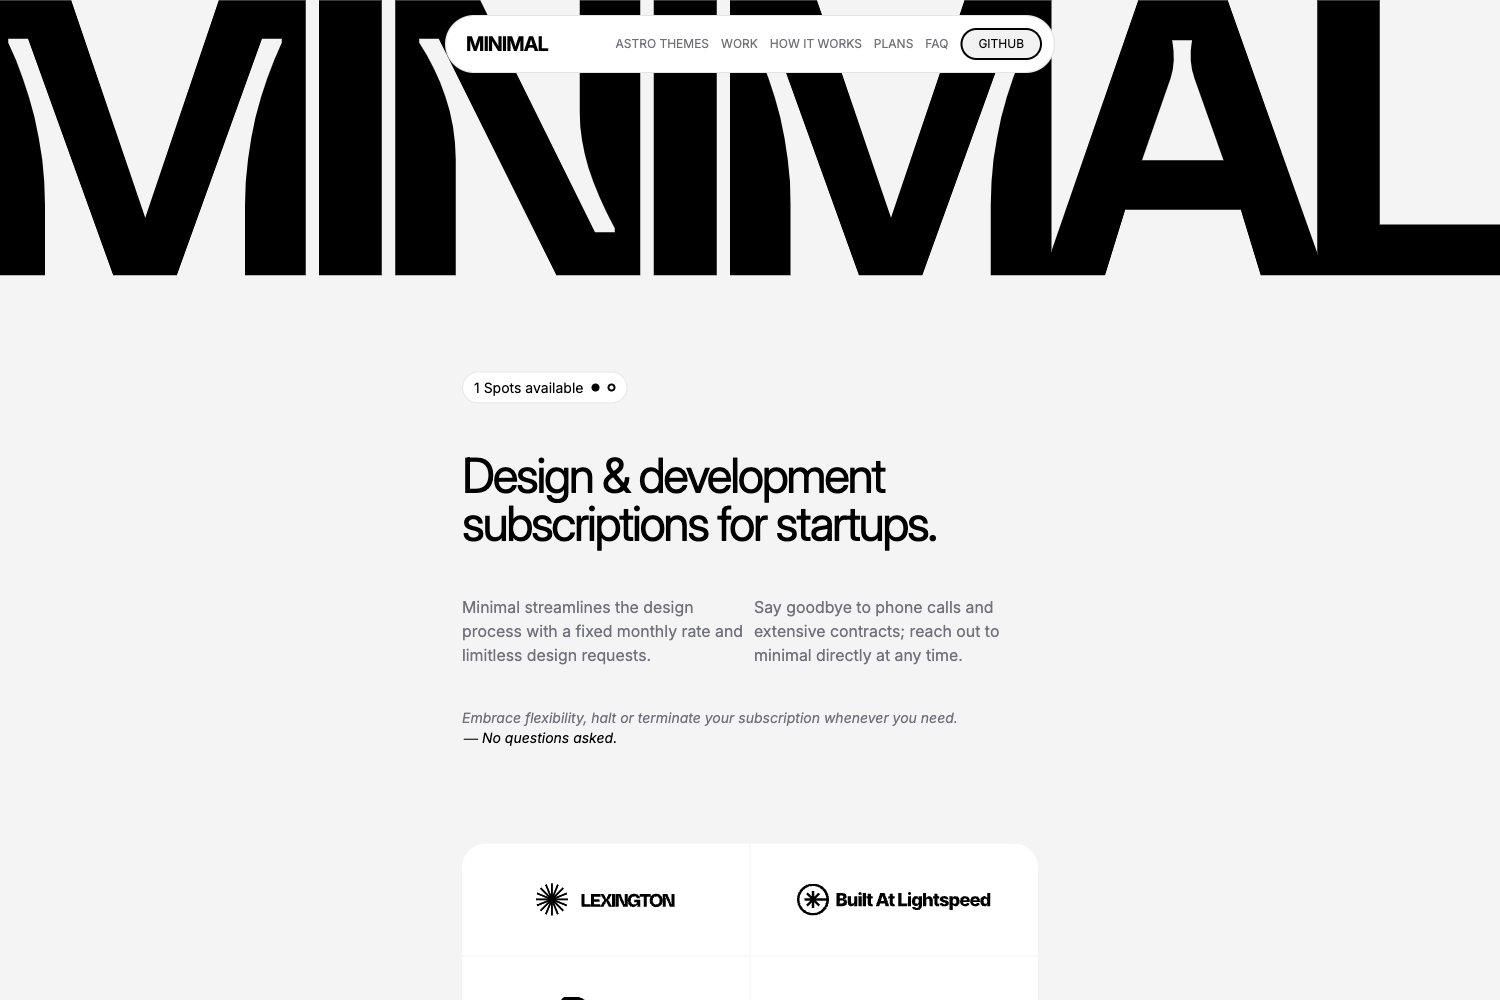 MINIMAL
MINIMAL
ASTRO THEMES WORK HOW IT WORKS PLANS FAQ GITHUB
1 Spots available
Design & development
subscriptions for startups.
Minimal streamlines the design
process with a fixed monthly rate and
limitless design requests.
Say goodbye to phone calls and
extensive contracts; reach out to
minimal directly at any time.
Embrace flexibility, halt or terminate your subscription whenever you need.
— No questions asked.
LEXINGTON
Built At Lightspeed